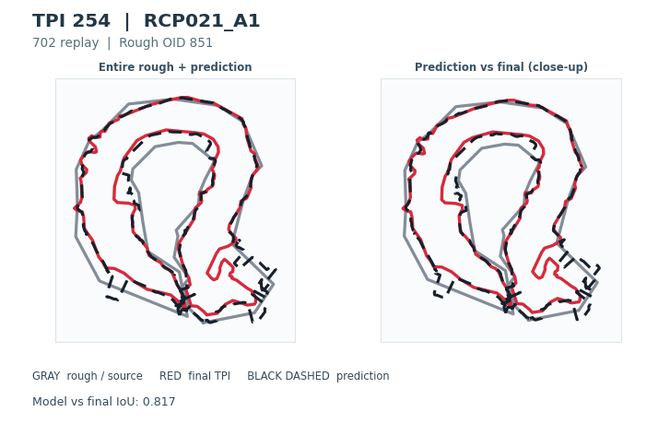 TPI 254 | RCP021_A1
702 replay | Rough OID 851
Entire rough + prediction
Prediction vs final (close-up)
GRAY rough / source RED final TPI BLACK DASHED prediction
Model vs final IoU: 0.817